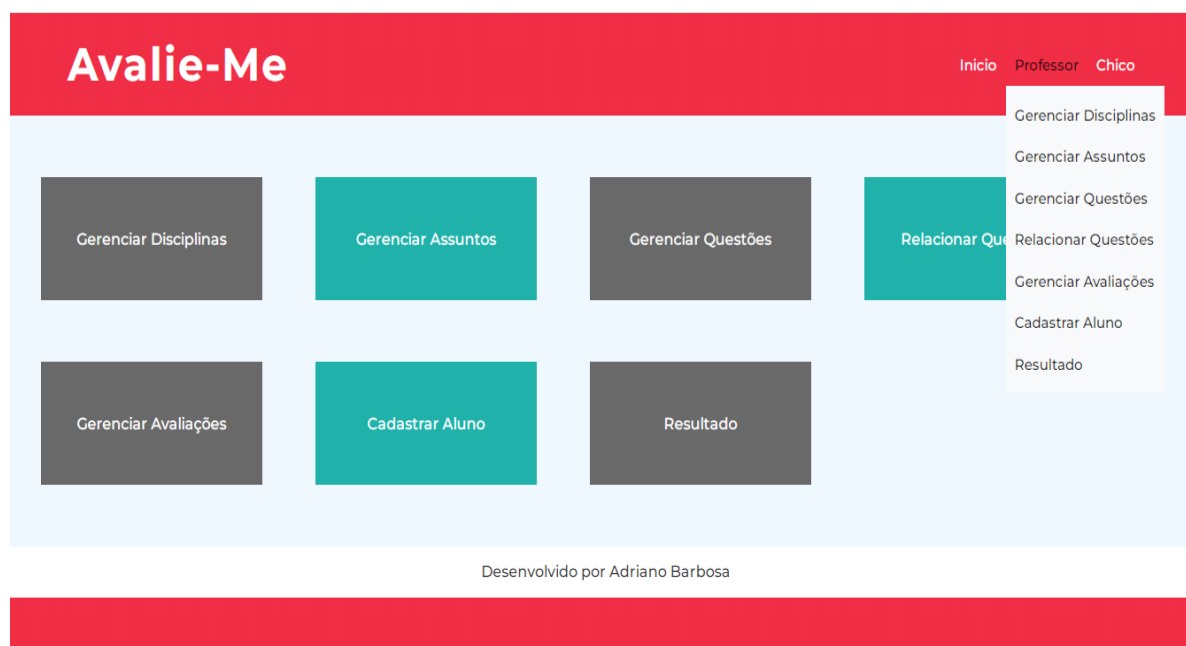 Avalie-Me
Inicio Professor Chico
Gerenciar Disciplinas
Gerenciar Assuntos
Gerenciar Questões
Relacionar Questões
Gerenciar Avaliações
Cadastrar Aluno
Resultado
Gerenciar Disciplinas
Gerenciar Assuntos
Gerenciar Questões
Relacionar Que
Gerenciar Avaliações
Cadastrar Aluno
Resultado
Desenvolvido por Adriano Barbosa